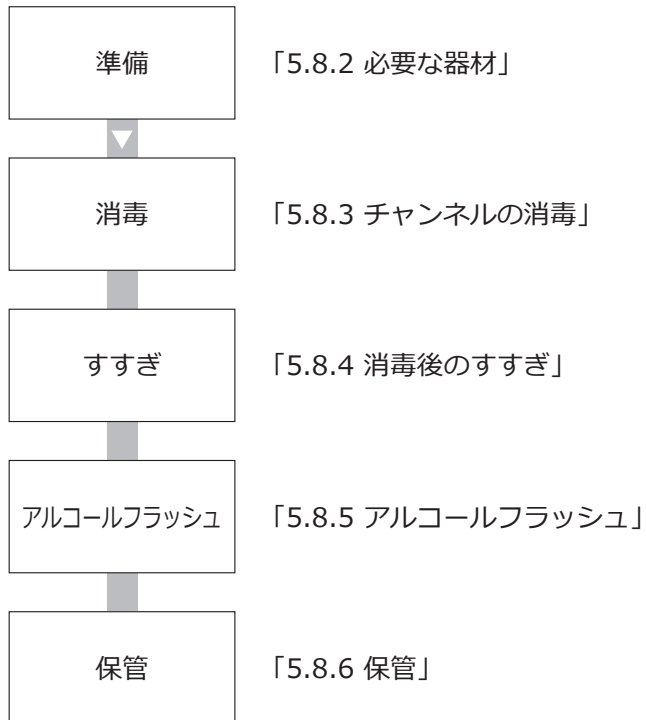 準備 「5.8.2 必要な器材」
消毒 「5.8.3 チャンネルの消毒」
すすぎ 「5.8.4 消毒後のすすぎ」
アルコールフラッシュ 「5.8.5 アルコールフラッシュ」
保管 「5.8.6 保管」